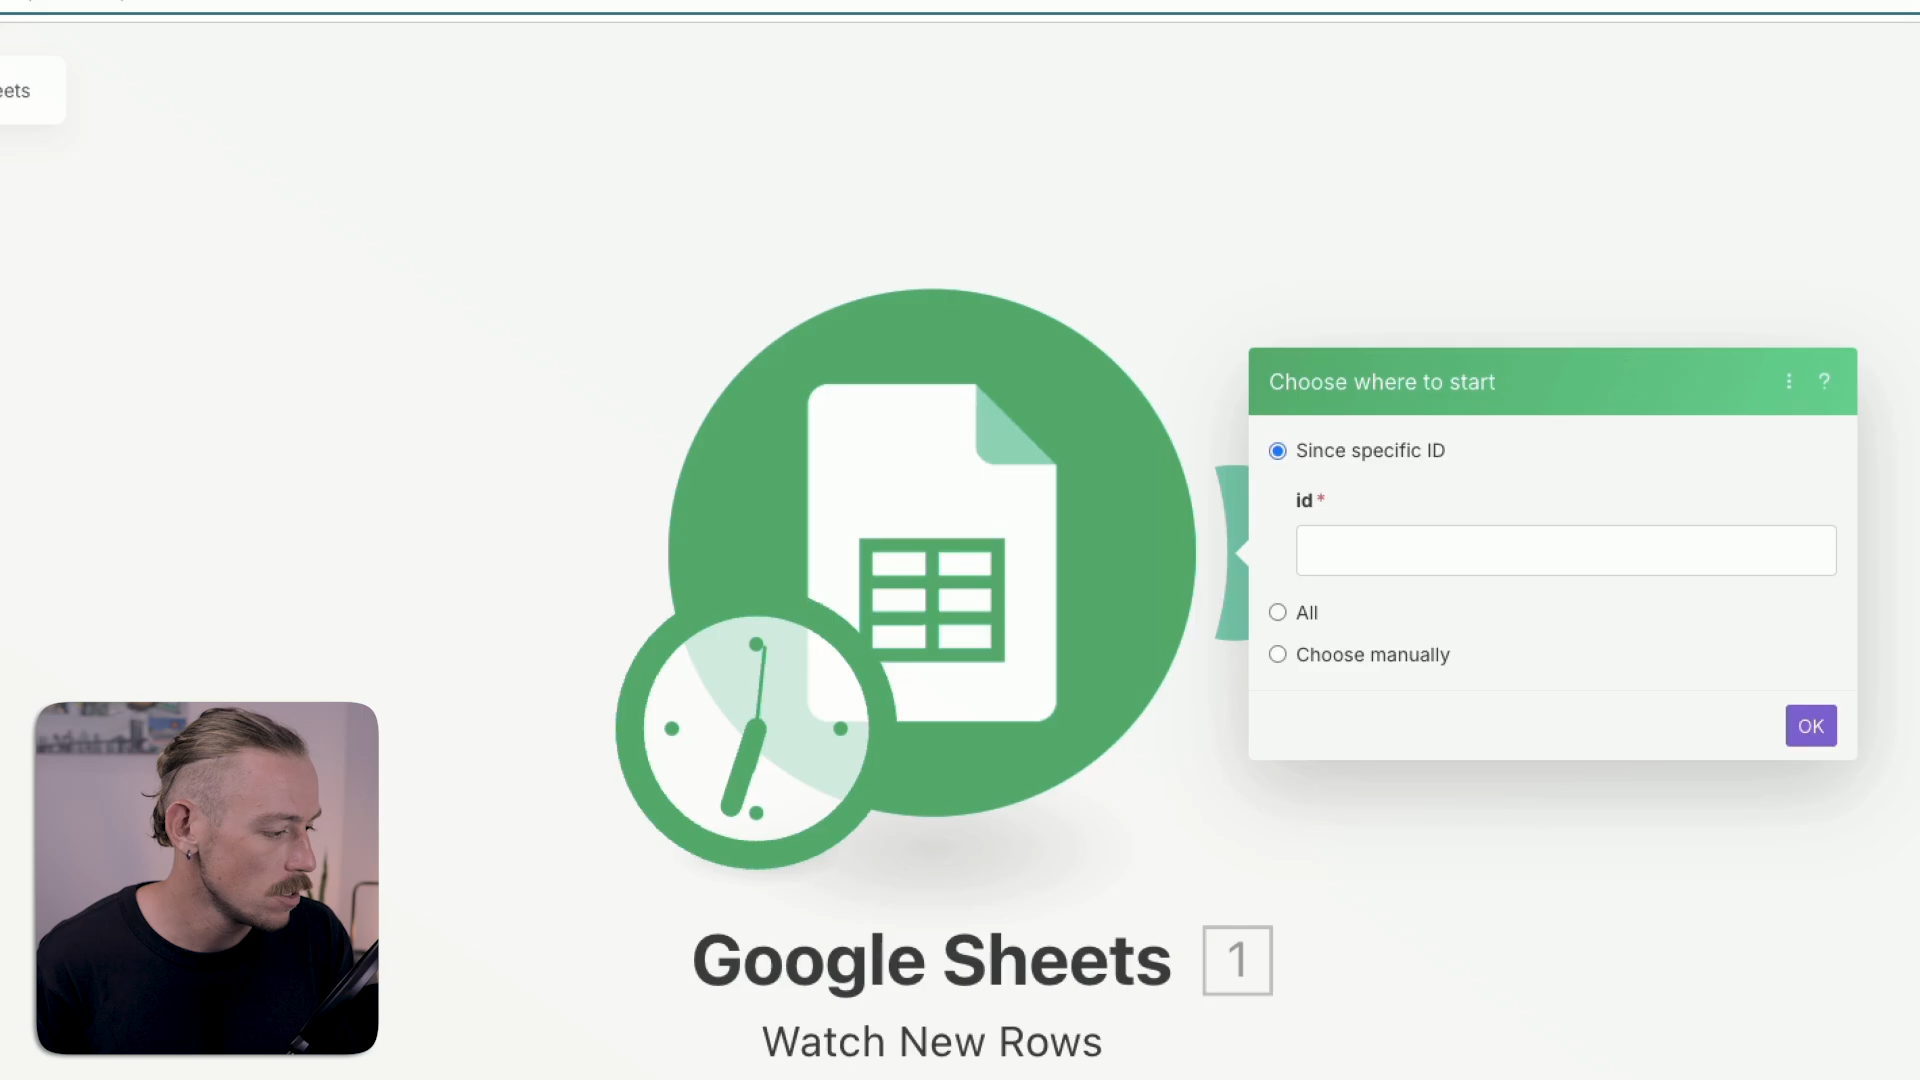 eets
Choose where to start
?
Since specific ID
id *
All
Choose manually
OK
Google Sheets 1
Watch New Rows